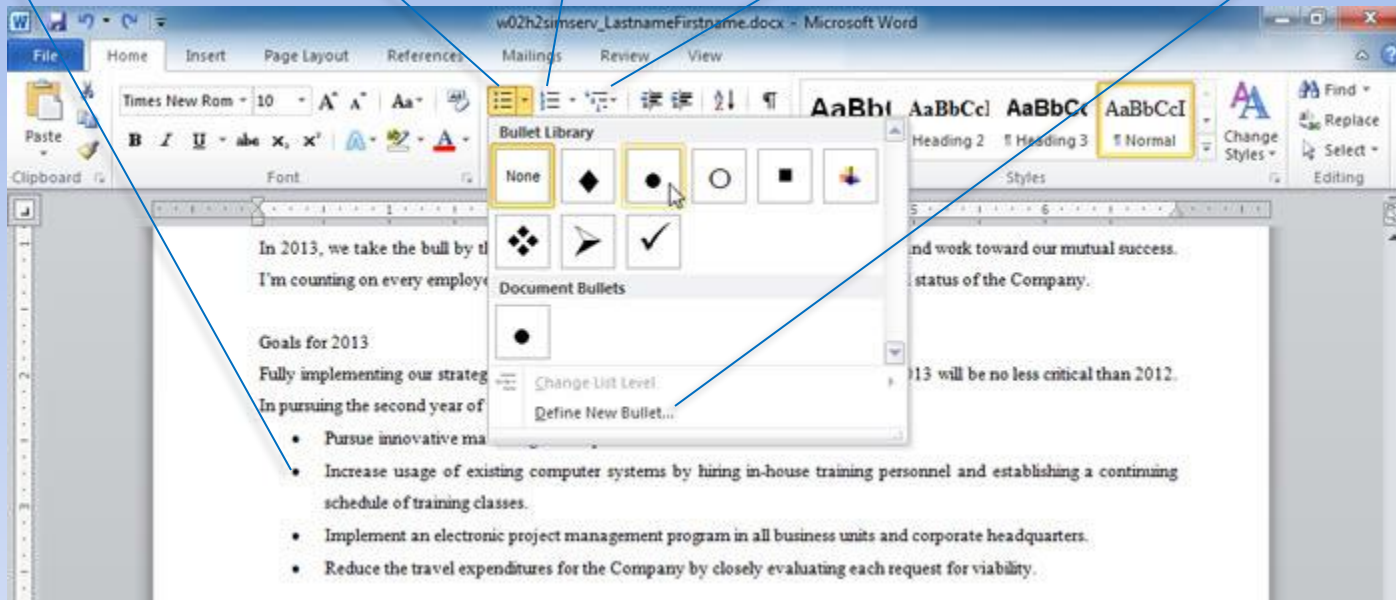 w02h2simserv_LastnameFirstname.docx - Microsoft Word
File Home Insert Page Layout References Mailings Review View
Times New Rom 10 Aa
Paste
B I U abc x, x² A
AaBb( AaBbCcl AaBbC( AaBbCcI
Heading 2 ¶ Heading 3 ¶ Normal
Change Styles
Find
Replace
Select
Clipboard Font Styles Editing
Bullet Library
None
Document Bullets
Change List Level
Define New Bullet...
In 2013, we take the bull by nd work toward our mutual success.
I'm counting on every employe status of the Company.
Goals for 2013
Fully implementing our strateg 13 will be no less critical than 2012.
In pursuing the second year of
• Pursue innovative ma
• Increase usage of existing computer systems by hiring in-house training personnel and establishing a continuing
schedule of training classes.
• Implement an electronic project management program in all business units and corporate headquarters.
• Reduce the travel expenditures for the Company by closely evaluating each request for viability.